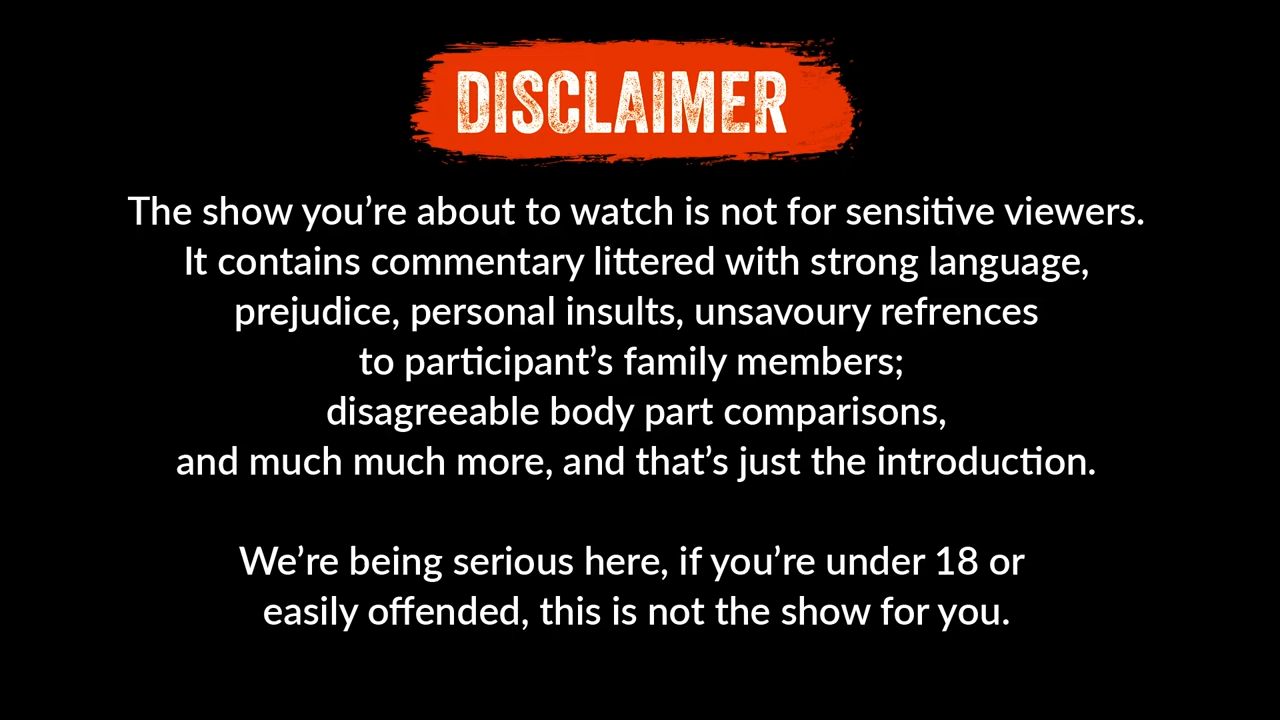 DISCLAIMER
The show you’re about to watch is not for sensitive viewers.
It contains commentary littered with strong language,
prejudice, personal insults, unsavoury refrences
to participant’s family members;
disagreeable body part comparisons,
and much much more, and that’s just the introduction.
We’re being serious here, if you’re under 18 or
easily offended, this is not the show for you.